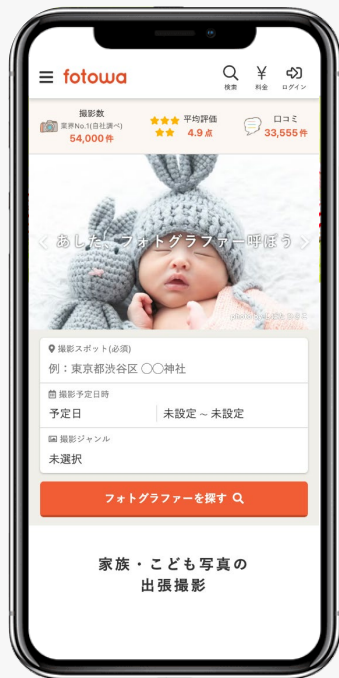 fotowa
検索
料金
ログイン
撮影数
業界No.1(自社調べ)
54,000件
平均評価
4.9点
口コミ
33,555件
あした、フォトグラファー呼ぼう
撮影スポット(必須)
例：東京都渋谷区 〇〇神社
撮影予定日時
予定日
未設定 ~ 未設定
撮影ジャンル
未選択
フォトグラファーを探す
家族・こども写真の
出張撮影